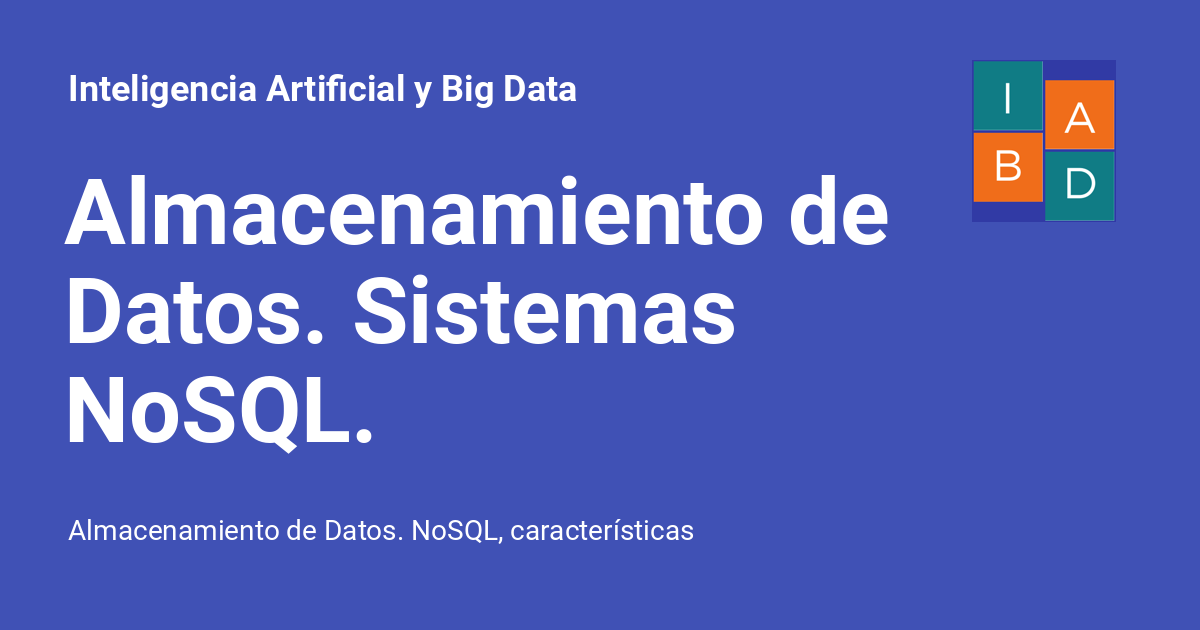 Inteligencia Artificial y Big Data
I
A
B
D
Almacenamiento de
Datos. Sistemas
NoSQL.
Almacenamiento de Datos. NoSQL, características